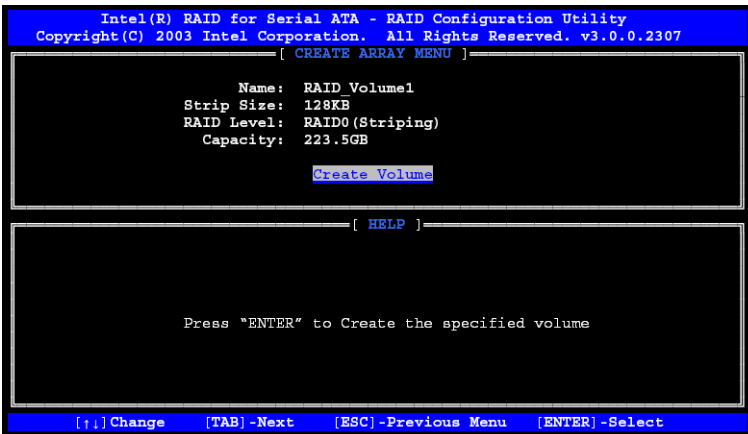 Intel(R) RAID for Serial ATA - RAID Configuration Utility
Copyright(C) 2003 Intel Corporation. All Rights Reserved. v3.0.0.2307
[ CREATE ARRAY MENU ]
Name: RAID_Volume1
Strip Size: 128KB
RAID Level: RAID0(Striping)
Capacity: 223.5GB
Create Volume
[ HELP ]
Press "ENTER" to Create the specified volume
[↑↓]Change [TAB]-Next [ESC]-Previous Menu [ENTER]-Select